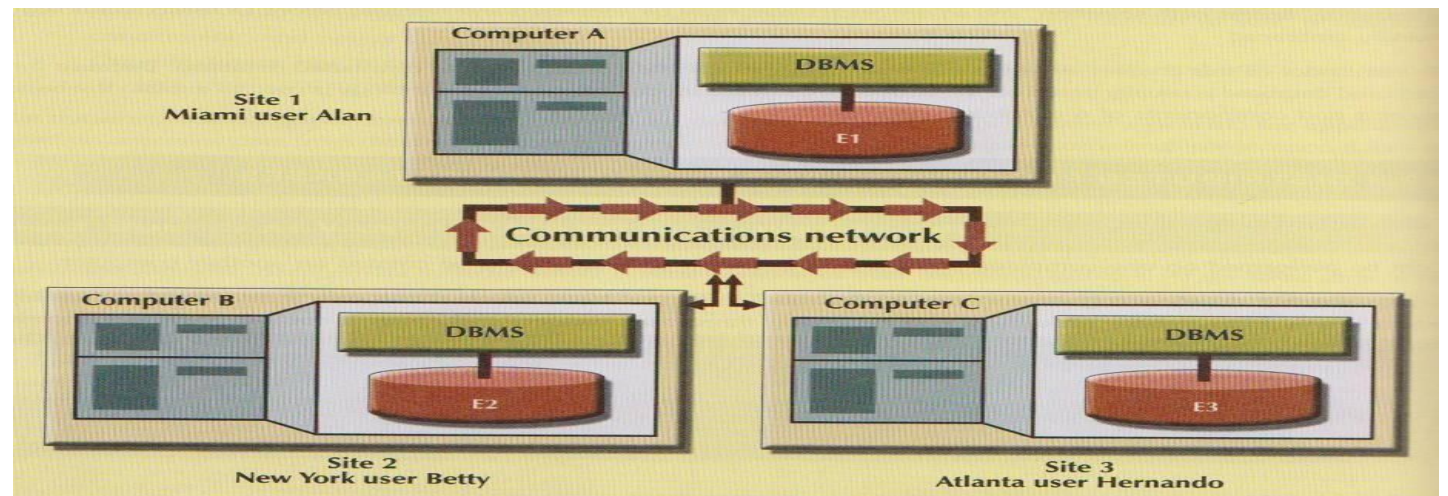 Computer A
DBMS
E1
Site 1
Miami user Alan
Communications network
Computer B
DBMS
E2
Site 2
New York user Betty
Computer C
DBMS
E3
Site 3
Atlanta user Hernando